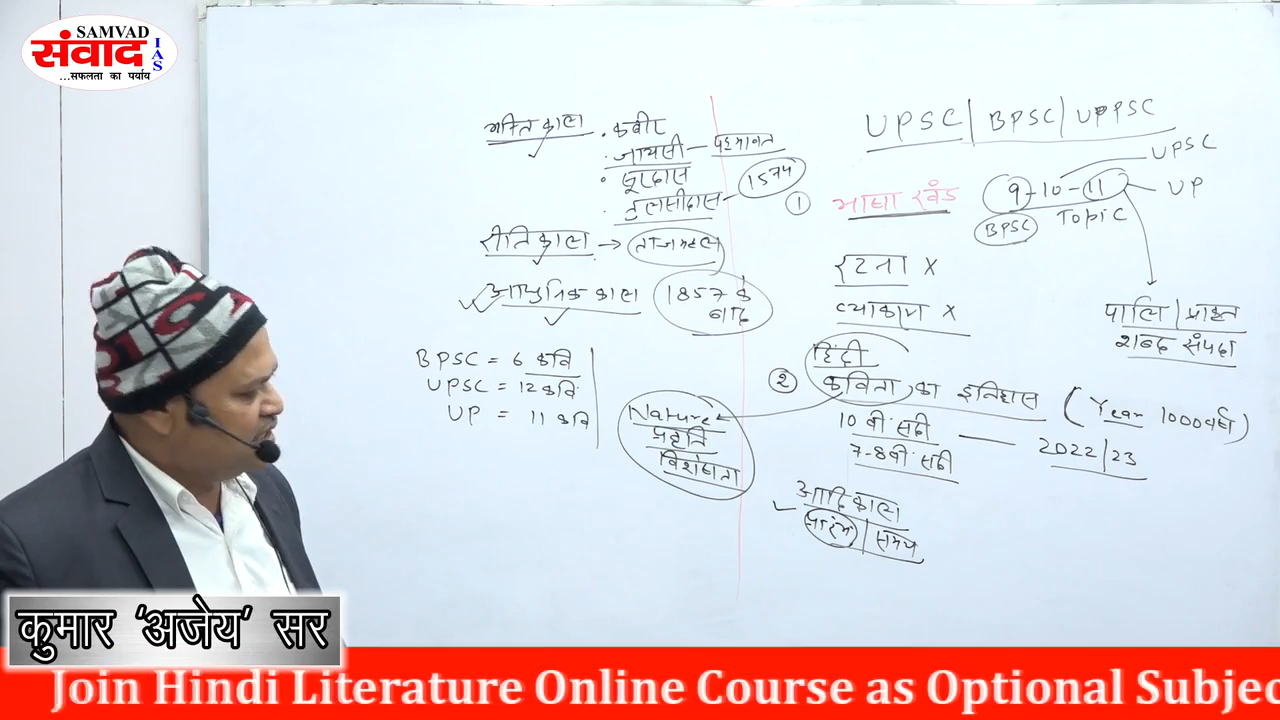 SAMVAD
संवाद IAS
...सफलता का पर्याय
भक्तिकाल
• कबीर
• जायसी — पद्मावत
• सूरदास
• तुलसीदास — 1574
रीतिकाल → ताजमहल
आधुनिक काल 1857 के
बाद
BPSC = 6 कवि
UPSC = 12 कवि
UP = 11 कवि
Nature
प्रकृति
विशेषता
UPSC | BPSC | UPPSC
① भाषा खंड
9-10-11
UPSC
UP
BPSC
Topic
रटना x
व्याकरण x
पालि | प्राकृत
शब्द संपदा
② हिंदी
कविता का इतिहास (Year 1000 वर्ष)
10 वीं सदी — 2022/23
7-8वीं सदी
आदिकाल
प्रारंभ | समय
कुमार 'अजेय' सर
Join Hindi Literature Online Course as Optional Subjec